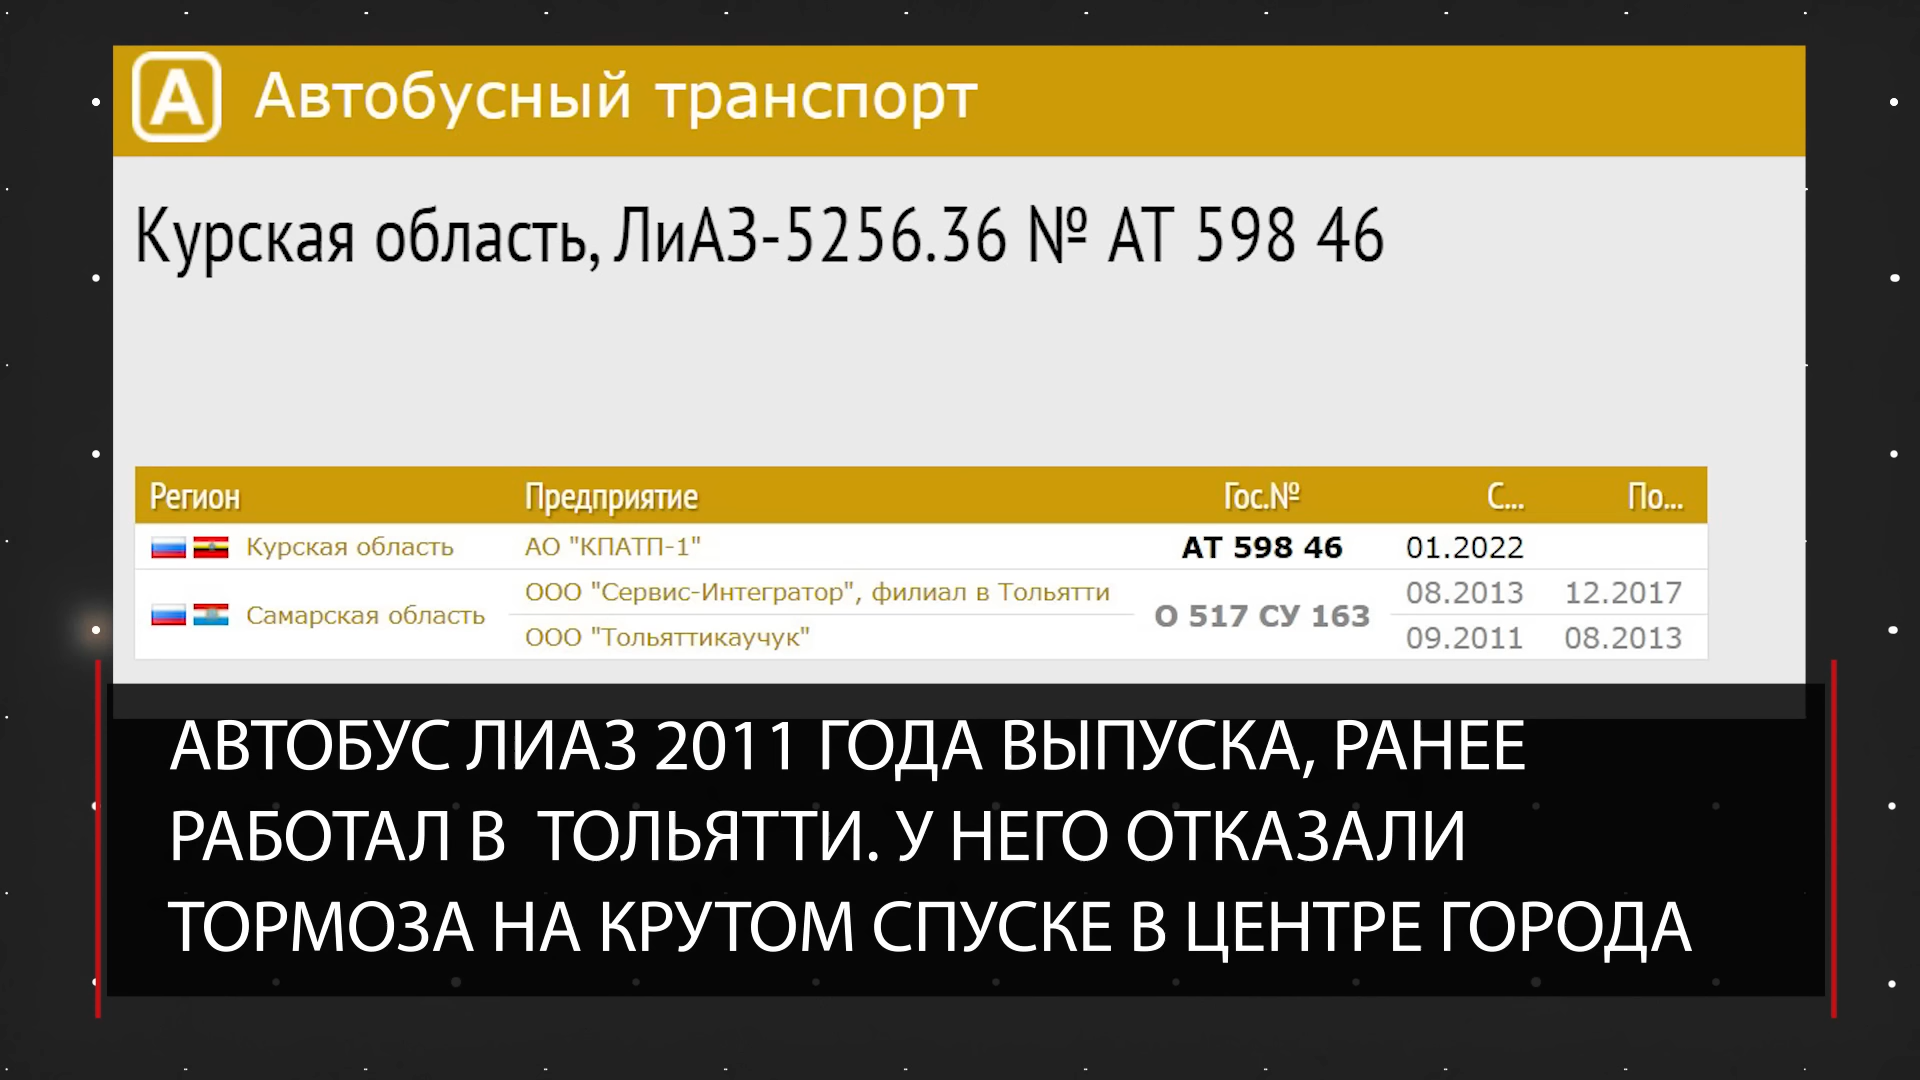 А Автобусный транспорт
Курская область, ЛиАЗ-5256.36 № АТ 598 46
Регион Предприятие Гос.№ С... По...
Курская область АО "КПАТП-1" АТ 598 46 01.2022
ООО "Сервис-Интегратор", филиал в Тольятти 08.2013 12.2017
Самарская область О 517 СУ 163
ООО "Тольяттикаучук" 09.2011 08.2013
АВТОБУС ЛИАЗ 2011 ГОДА ВЫПУСКА, РАНЕЕ
РАБОТАЛ В ТОЛЬЯТТИ. У НЕГО ОТКАЗАЛИ
ТОРМОЗА НА КРУТОМ СПУСКЕ В ЦЕНТРЕ ГОРОДА